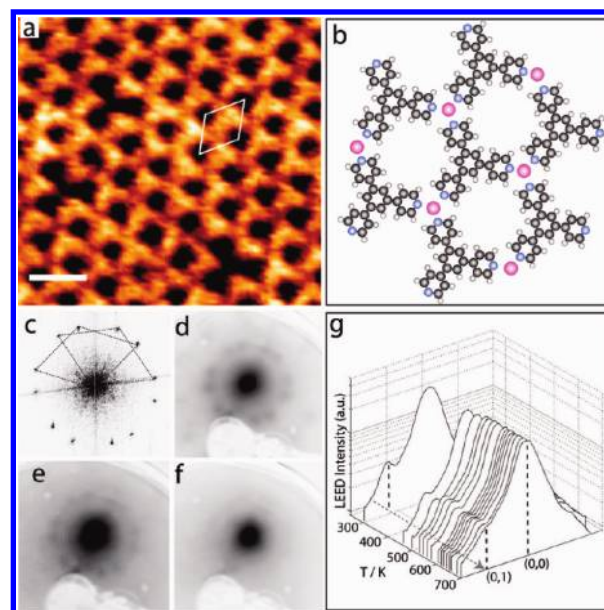 a
b
c
d
e
f
g
LEED Intensity (a.u.)
300
400
500
600
700
T / K
(0,1)
(0,0)